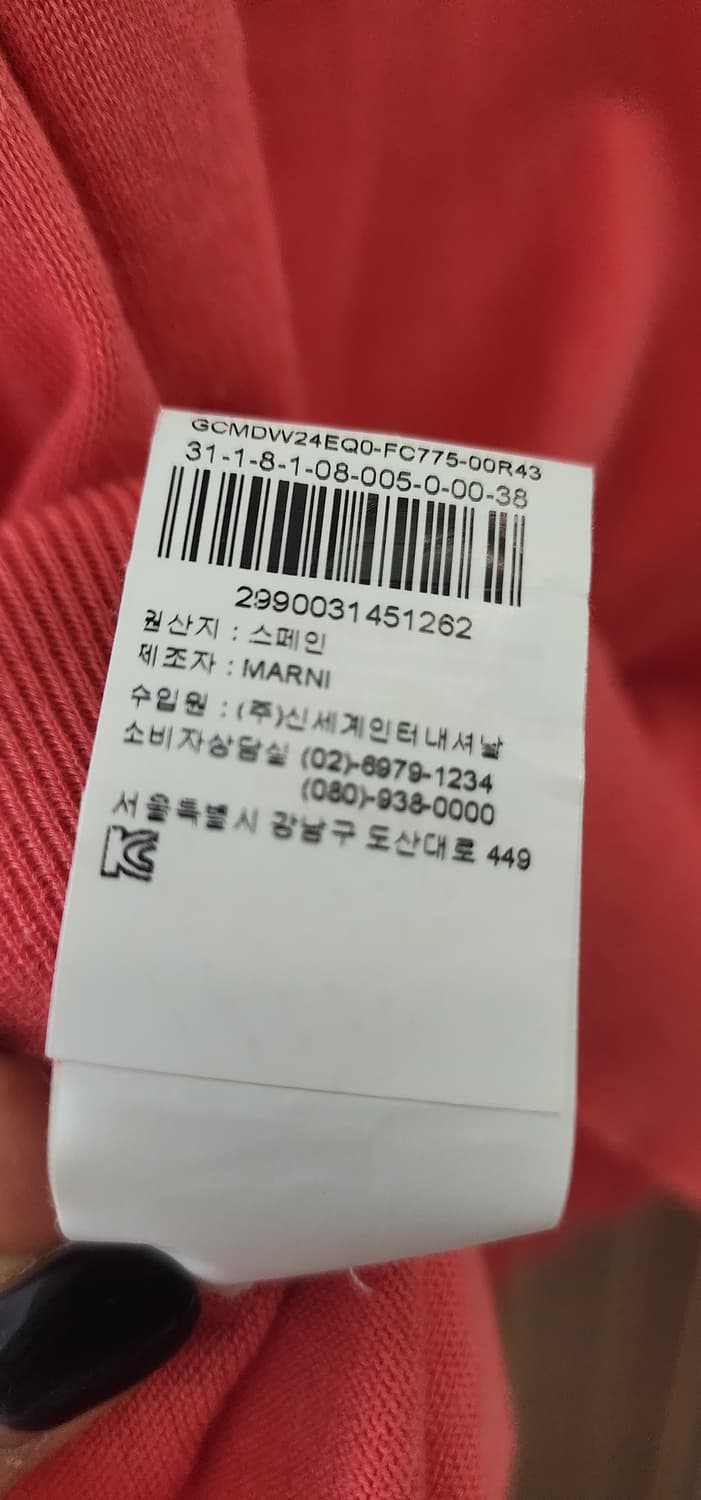 GCMDW24EQ0-FC775-00R43
31-1-8-1-08-005-0-00-38
2990031451262
원산지 : 스페인
제조자 : MARNI
수입원 : (주)신세계인터내셔날
소비자상담실 (02)-6979-1234
(080)-938-0000
서울특별시 강남구 도산대로 449
KC